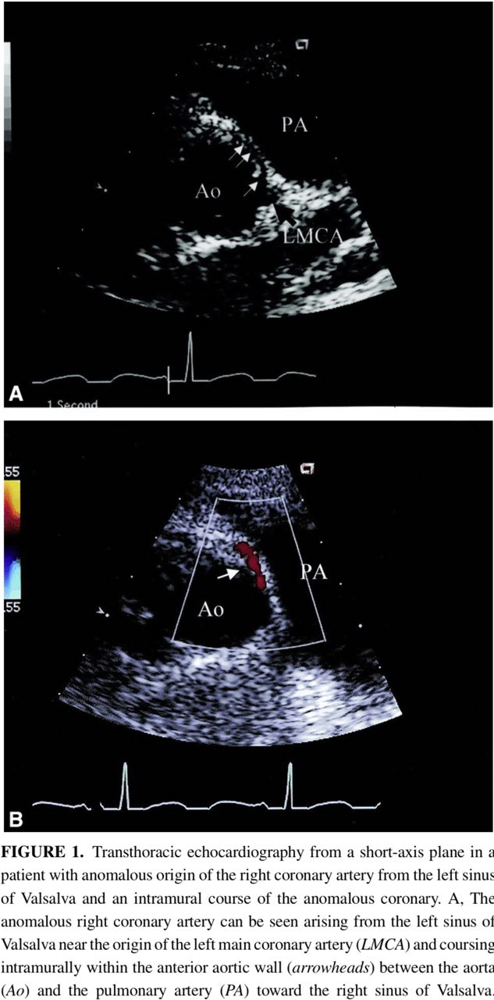 PA
Ao
LMCA
A
1 Second
.55
.55
PA
Ao
B
FIGURE 1. Transthoracic echocardiography from a short-axis plane in a
patient with anomalous origin of the right coronary artery from the left sinus
of Valsalva and an intramural course of the anomalous coronary. A, The
anomalous right coronary artery can be seen arising from the left sinus of
Valsalva near the origin of the left main coronary artery (LMCA) and coursing
intramurally within the anterior aortic wall (arrowheads) between the aorta
(Ao) and the pulmonary artery (PA) toward the right sinus of Valsalva.